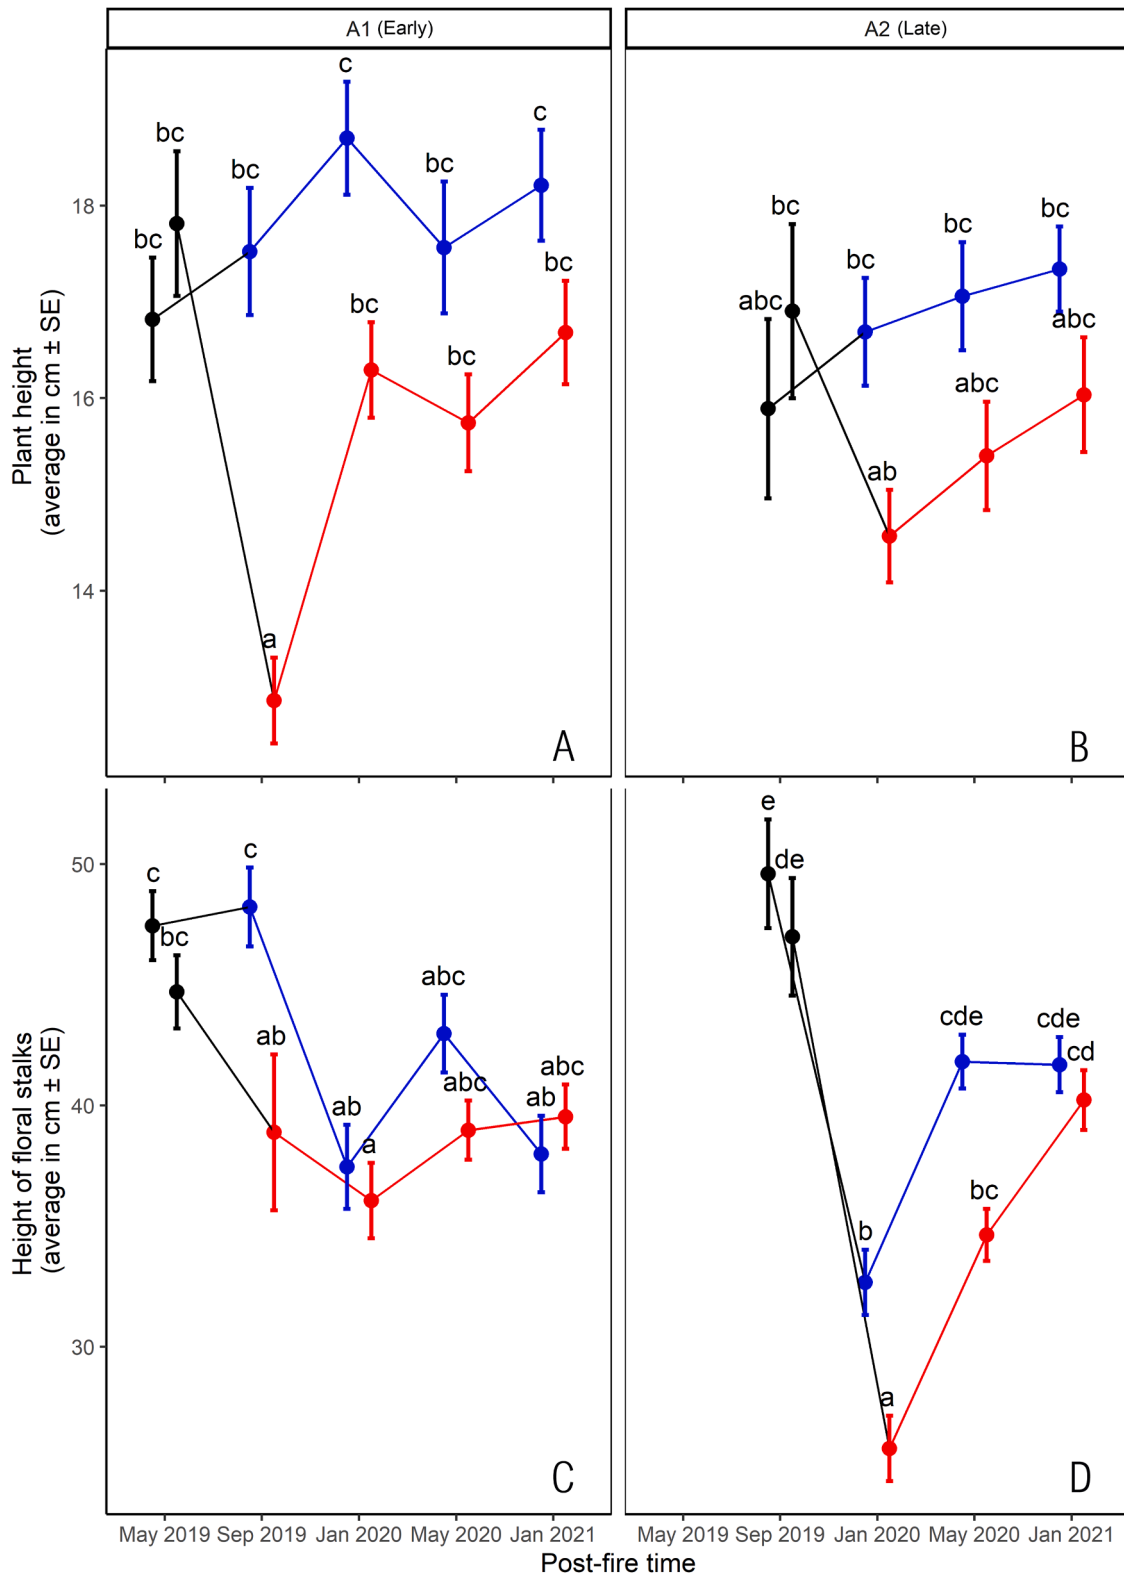 A1 (Early)
A2 (Late)
Plant height
(average in cm ± SE)
18
16
14
bc
bc
bc
c
bc
c
a
bc
bc
bc
A
abc
bc
bc
bc
bc
ab
abc
abc
B
Height of floral stalks
(average in cm ± SE)
50
40
30
c
bc
c
ab
ab
a
abc
abc
ab
abc
C
e
de
b
a
cde
bc
cde
cd
D
May 2019 Sep 2019 Jan 2020 May 2020 Jan 2021
May 2019 Sep 2019 Jan 2020 May 2020 Jan 2021
Post-fire time